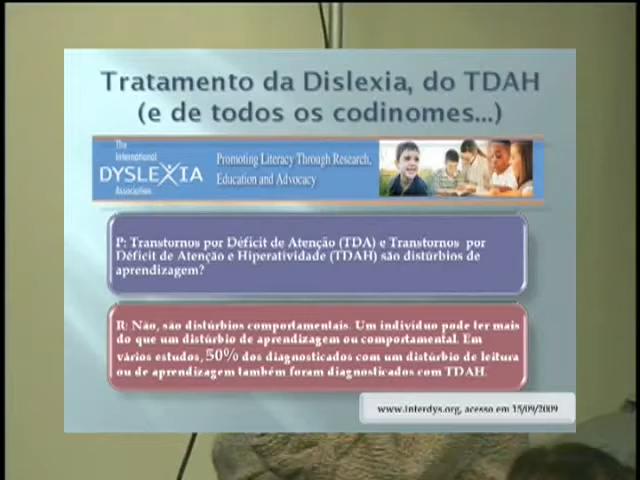 Tratamento da Dislexia, do TDAH
(e de todos os codinomes...)
The
International
DYSLEXIA
Association
Promoting Literacy Through Research,
Education and Advocacy
P: Transtornos por Déficit de Atenção (TDA) e Transtornos por
Déficit de Atenção e Hiperatividade (TDAH) são distúrbios de
aprendizagem?
R: Não, são distúrbios comportamentais. Um indivíduo pode ter mais
do que um distúrbio de aprendizagem ou comportamental. Em
vários estudos, 50% dos diagnosticados com um distúrbio de leitura
ou de aprendizagem também foram diagnosticados com TDAH.
www.interdys.org, acesso em 15/09/2009